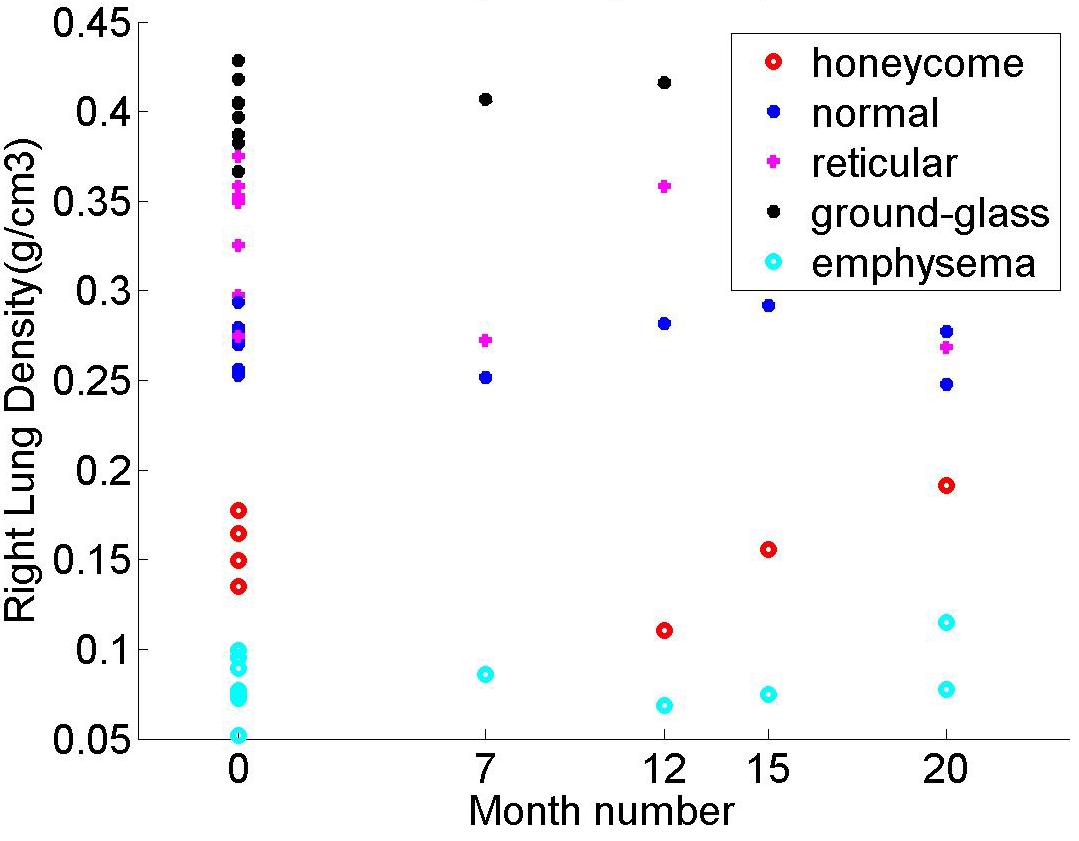 0.45
0.4
0.35
0.3
0.25
0.2
0.15
0.1
0.05
Right Lung Density(g/cm3)
honeycome
normal
reticular
ground-glass
emphysema
0 7 12 15 20
Month number